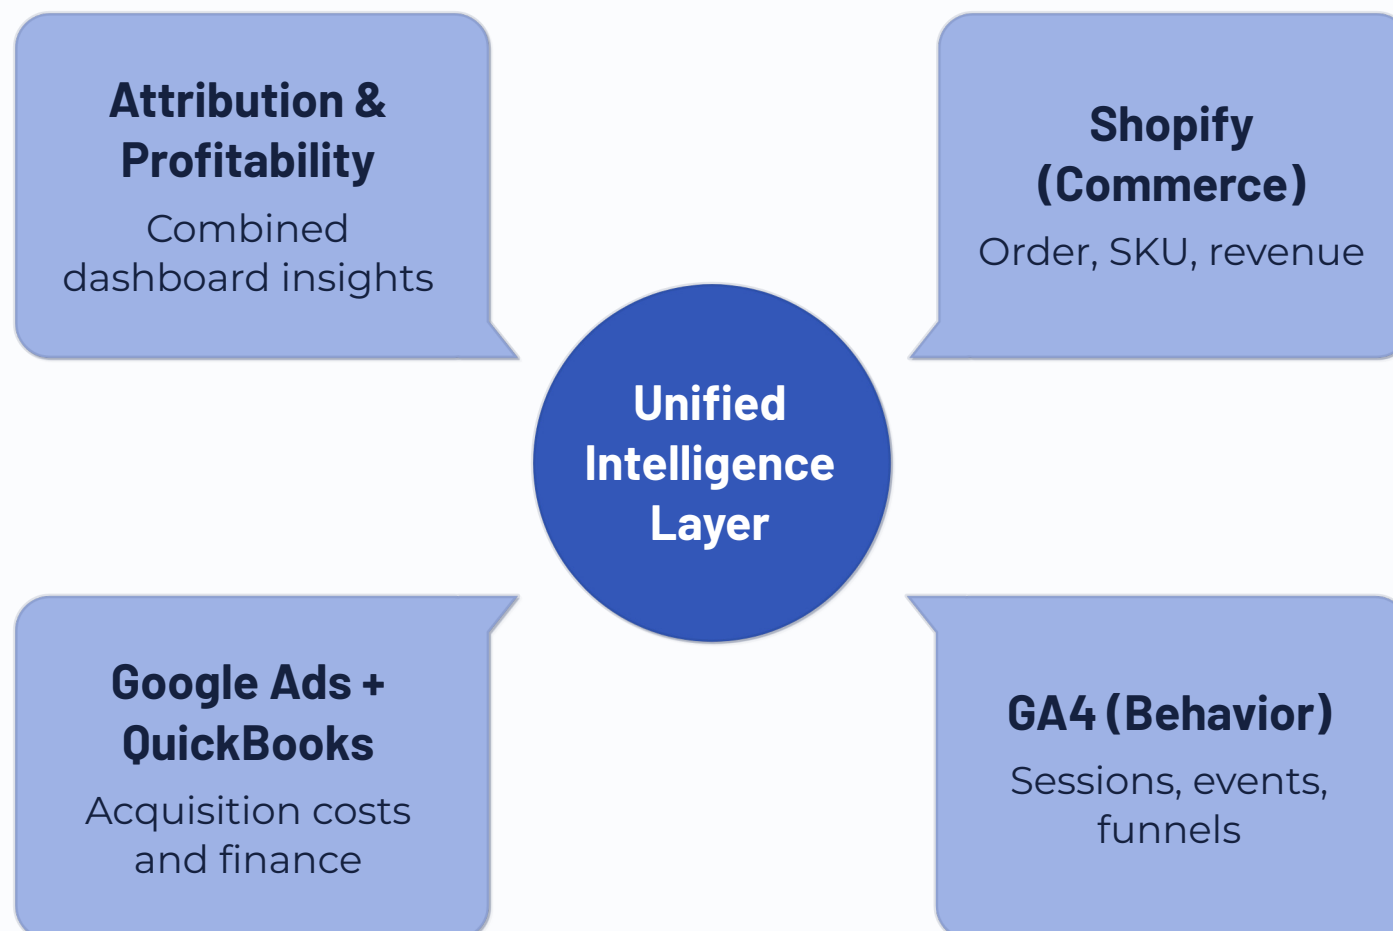 Attribution &
Profitability
Combined
dashboard insights
Shopify
(Commerce)
Order, SKU, revenue
Unified
Intelligence
Layer
Google Ads +
QuickBooks
Acquisition costs
and finance
GA4 (Behavior)
Sessions, events,
funnels